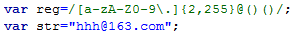 var reg=/[a-zA-Z0-9\.]{2,255}@()()/;
var str="hhh@163.com";